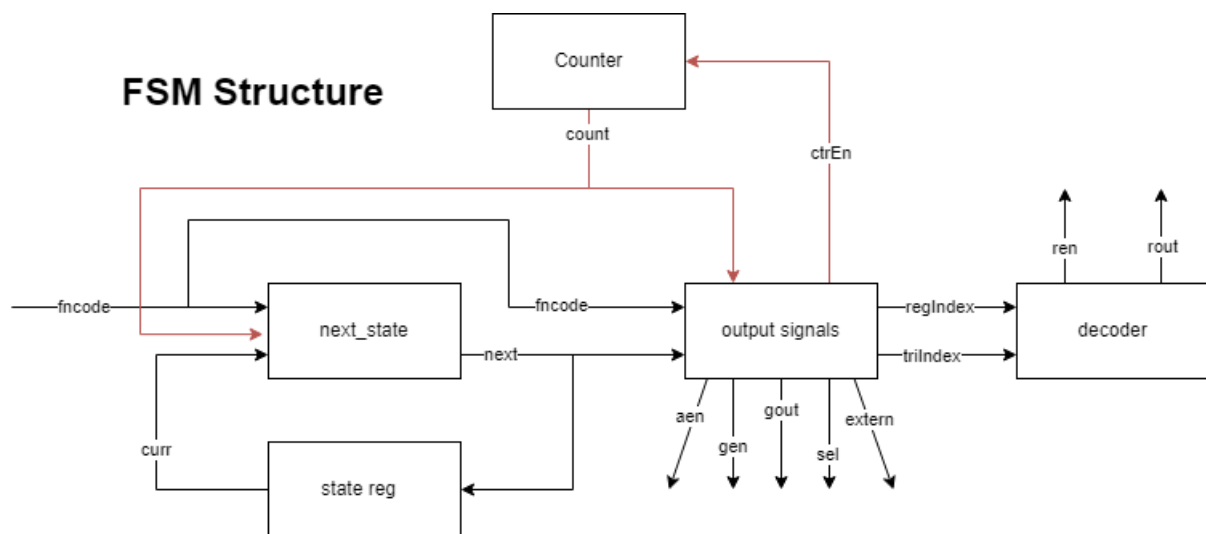 Counter
FSM Structure
count
ctrEn
ren
rout
fncode
next_state
fncode
output signals
regIndex
decoder
next
triIndex
aen
gen
gout
sel
extern
curr
state reg